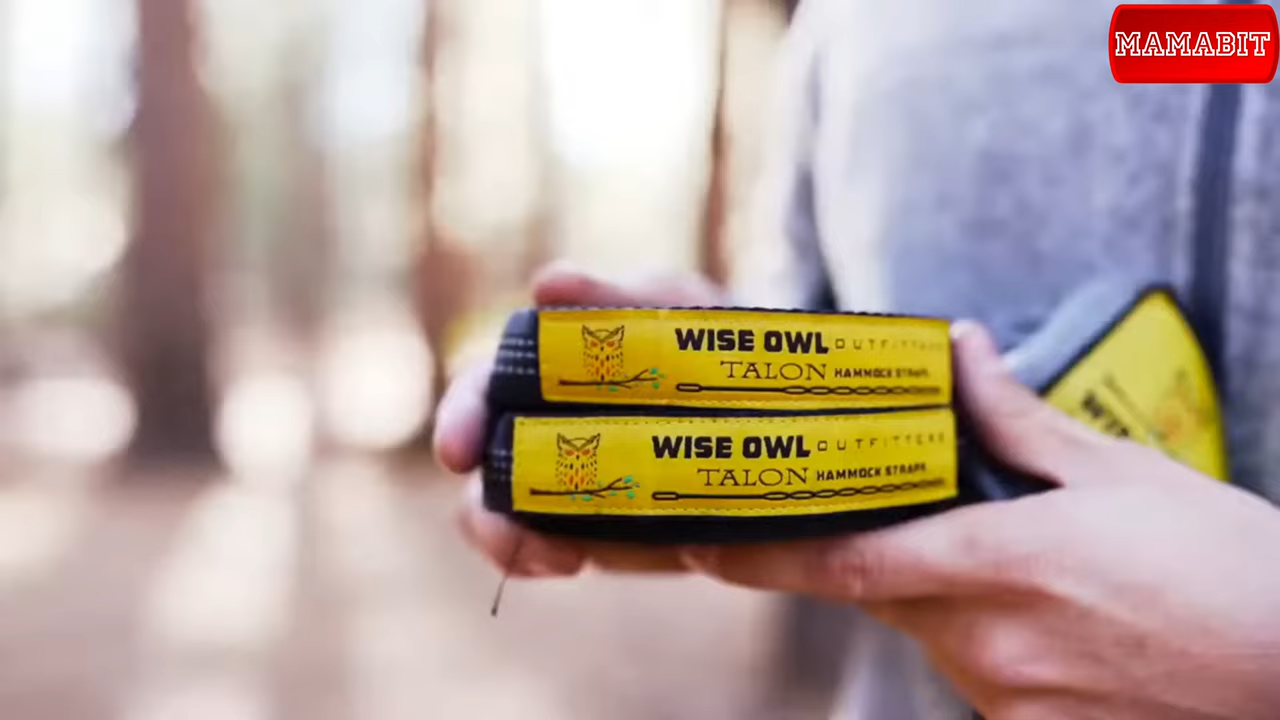 MAMABIT
WISE OWL OUTFITTERS
TALON HAMMOCK STRAPS
WISE OWL OUTFITTERS
TALON HAMMOCK STRAPS